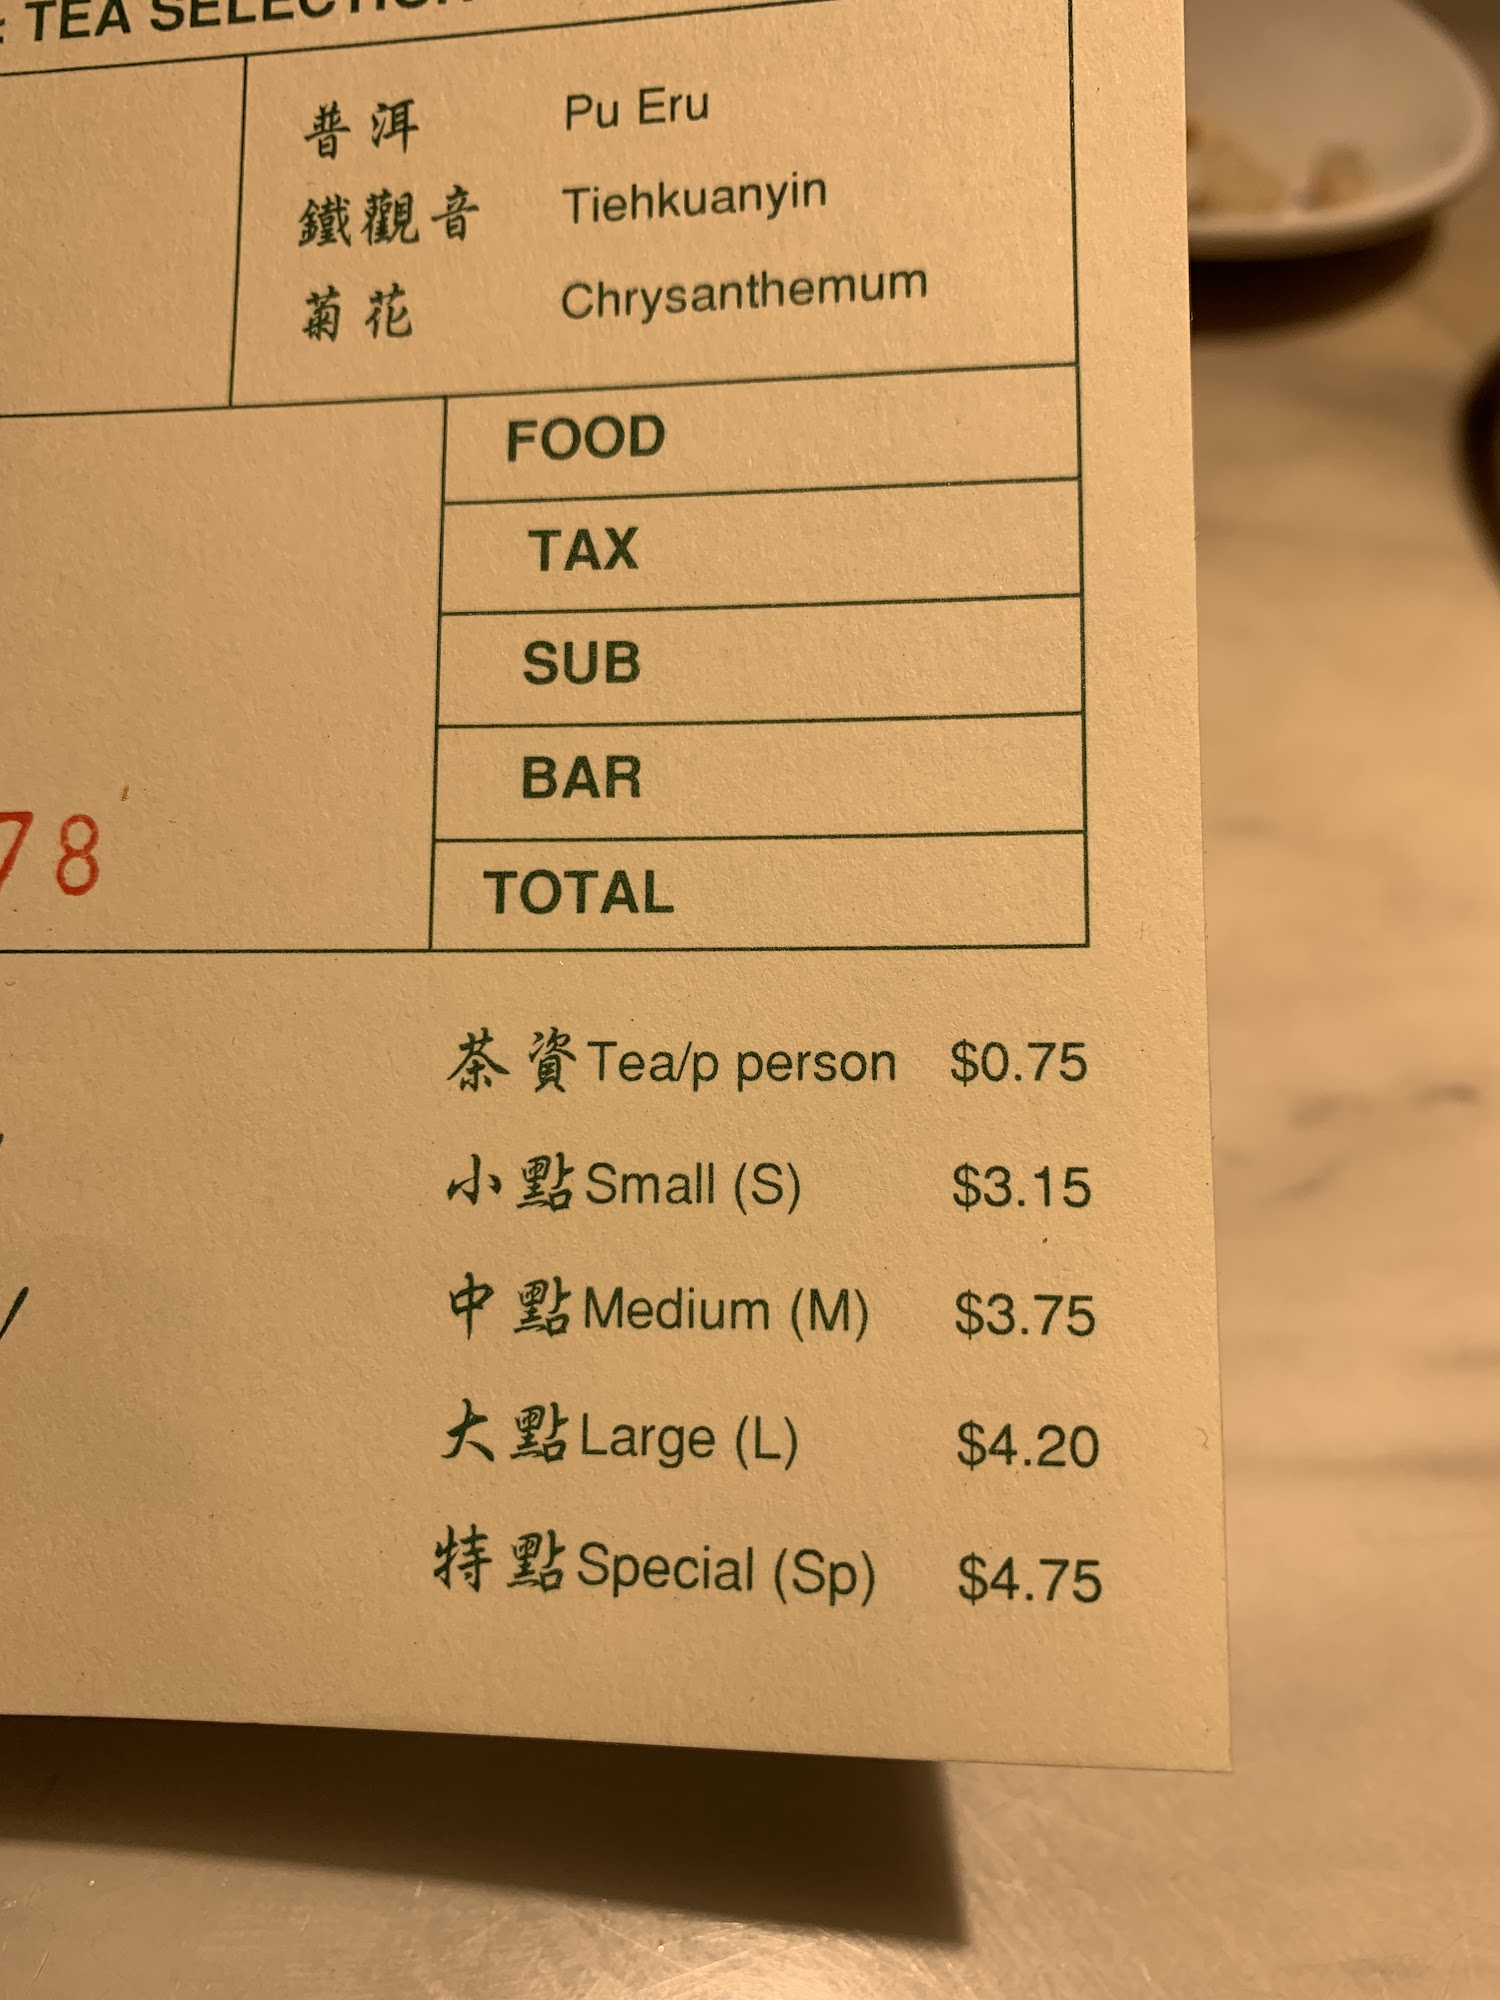 TEA SELECTION
普洱 Pu Eru
鐵觀音 Tiehkuanyin
菊花 Chrysanthemum
FOOD
TAX
SUB
BAR
78
TOTAL
茶資 Tea/p person $0.75
小點 Small (S) $3.15
中點 Medium (M) $3.75
大點 Large (L) $4.20
特點 Special (Sp) $4.75